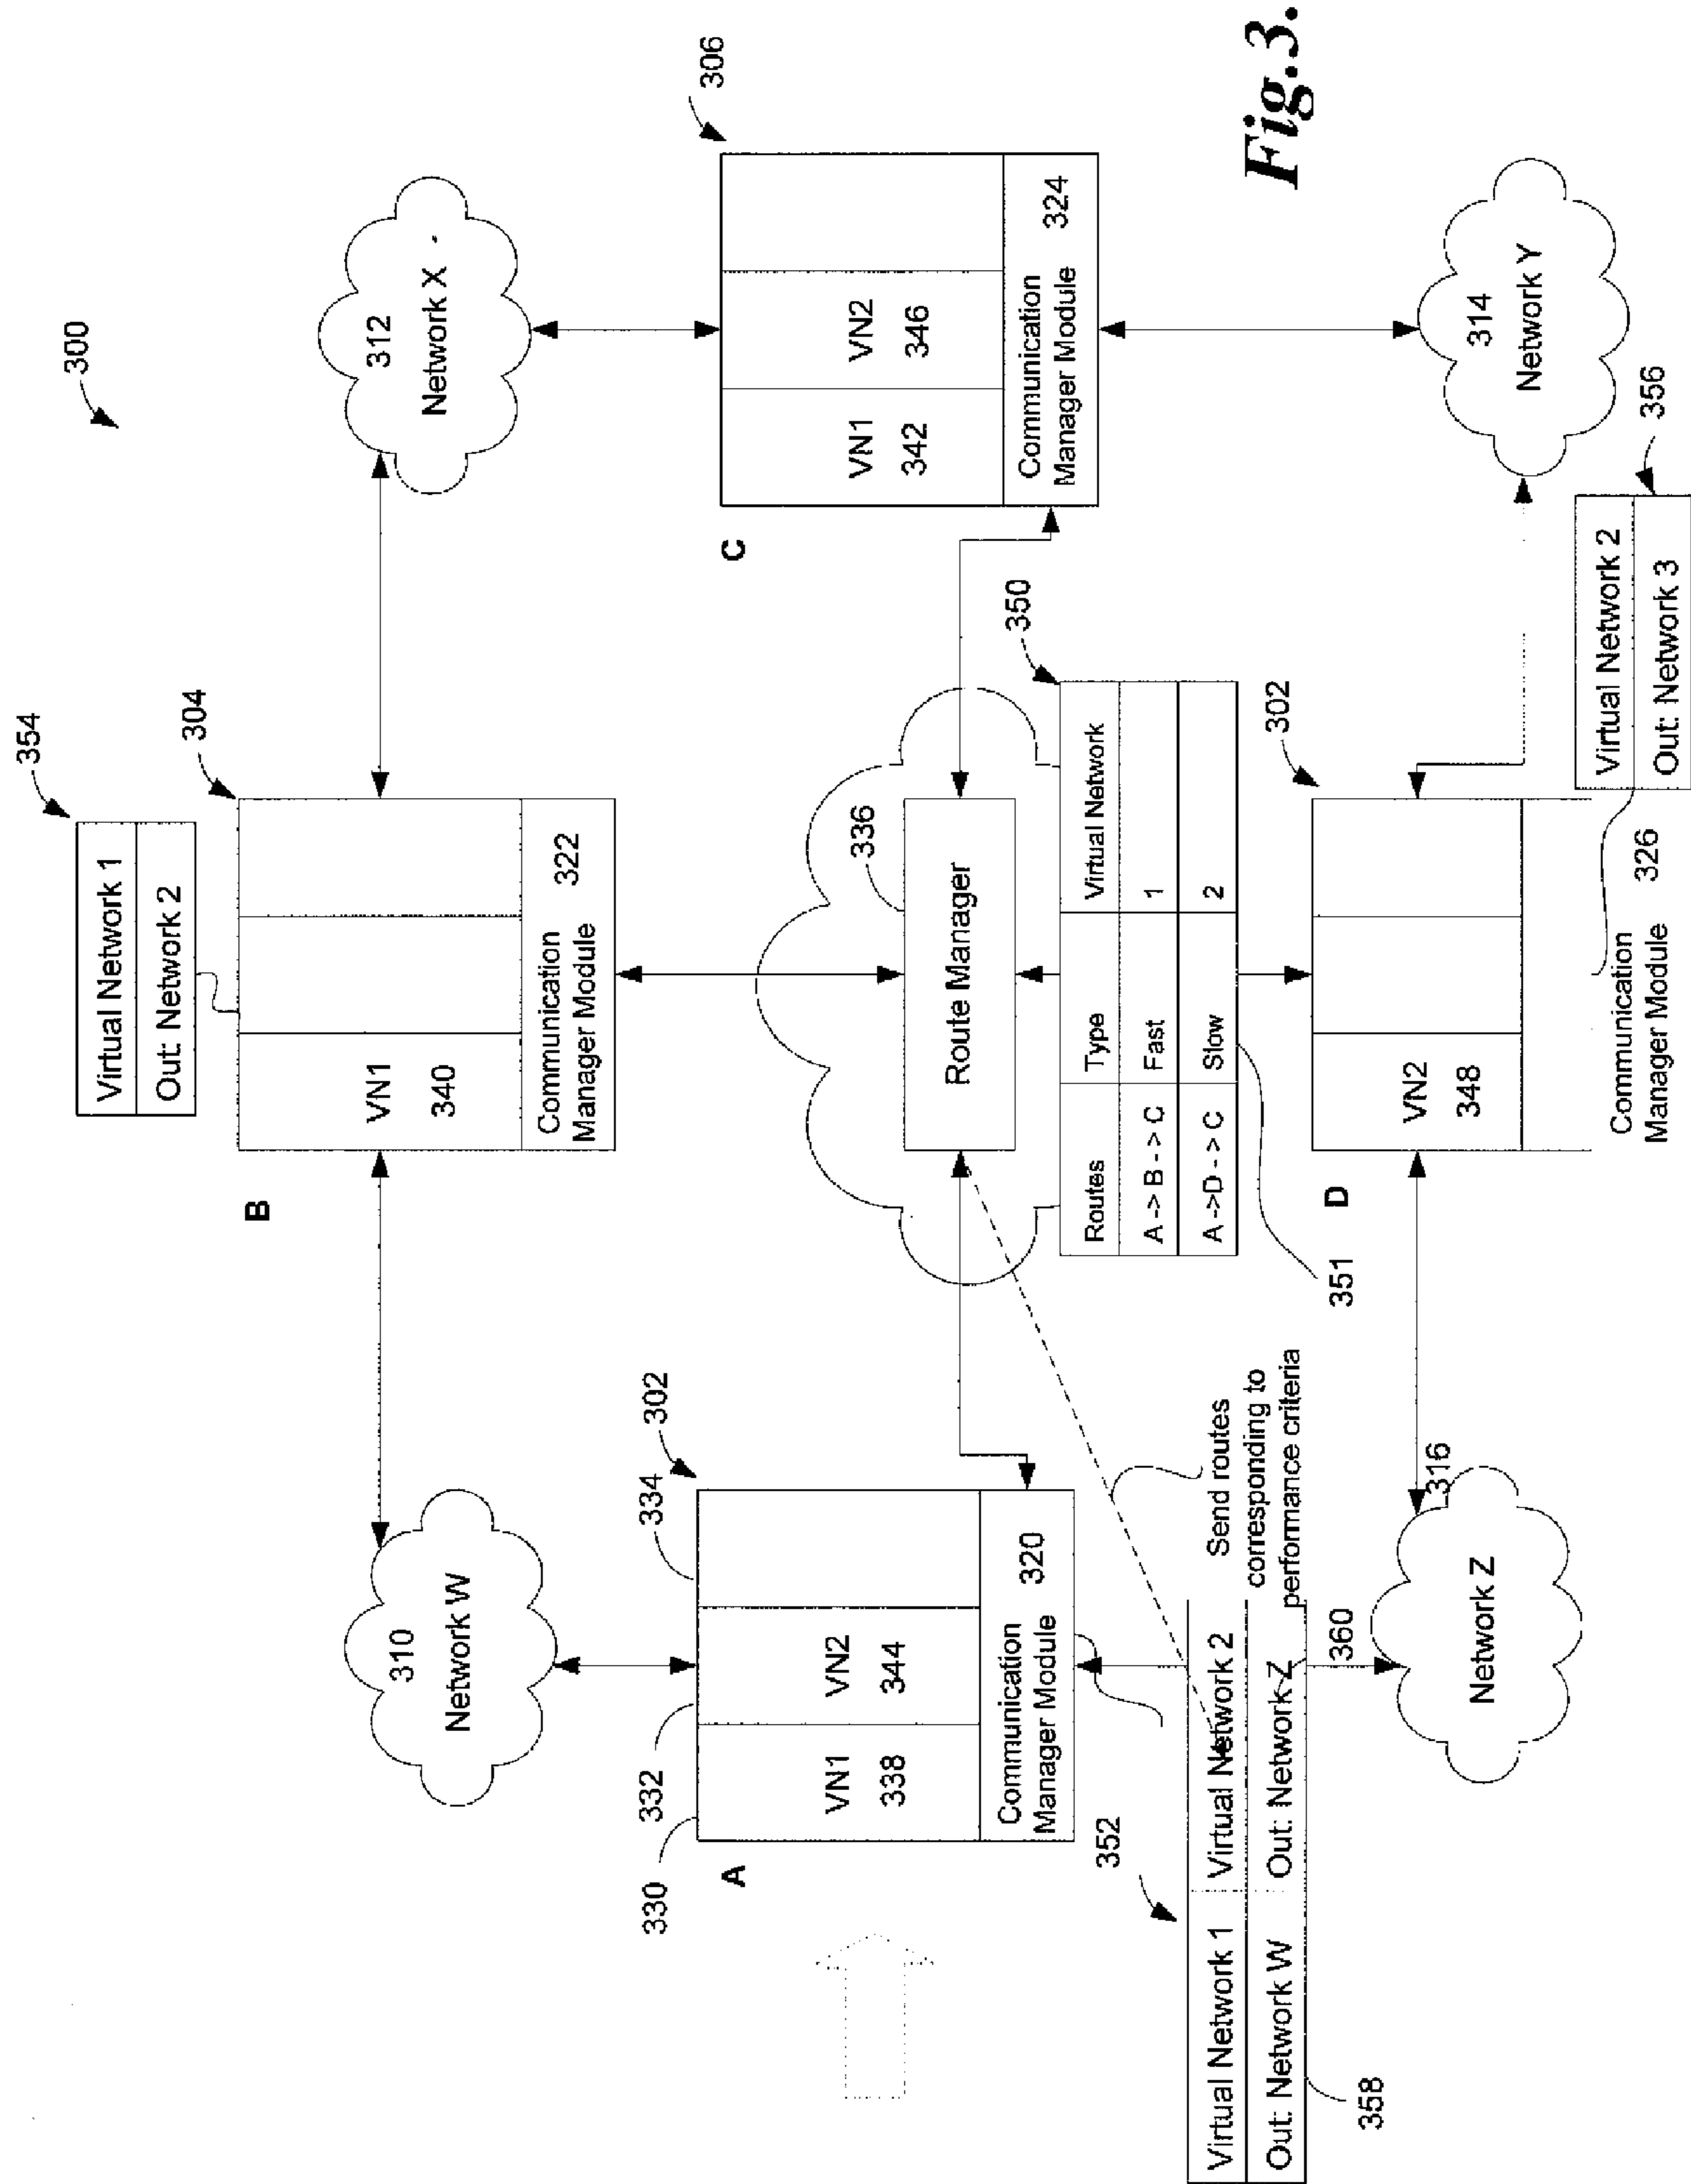 300
354
Virtual Network 1
Out: Network 2
304
B
VN1
340
Communication
Manager Module
322
310
Network W
312
Network X
330
332
334
302
A
VN1
338
VN2
344
Communication
Manager Module
320
336
Route Manager
306
C
VN1
342
VN2
346
Communication
Manager Module
324
350
Routes
Type
Virtual Network
A -> B - > C
Fast
1
A ->D - > C
Slow
2
351
352
Virtual Network 1
Virtual Network 2
Out: Network W
Out: Network Z
358
360
Send routes
corresponding to
performance criteria
316
Network Z
302
D
VN2
348
Communication
Manager Module
326
314
Network Y
Virtual Network 2
Out: Network 3
356
Fig.3.